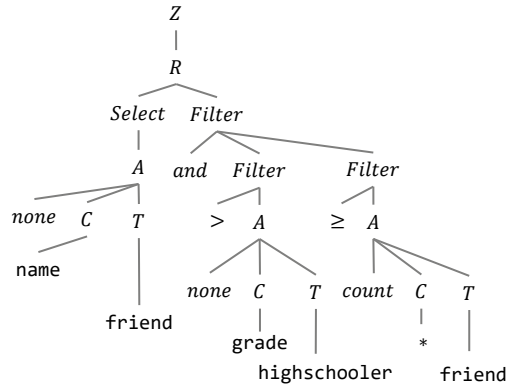 Z
R
Select Filter
A and Filter Filter
none C T > A ≥ A
name none C T count C T
friend grade * friend
highschooler